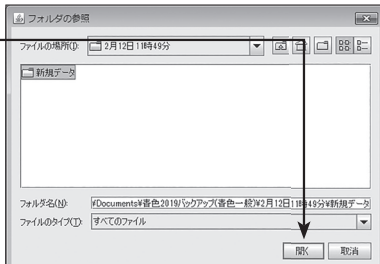 フォルダの参照
ファイルの場所(I): 2月12日11時49分
新規データ
フォルダ名(N): ¥Documents¥香色2019バックアップ(香色一般)¥2月12日11時49分¥新規データ
ファイルのタイプ(T): すべてのファイル
開く 取消